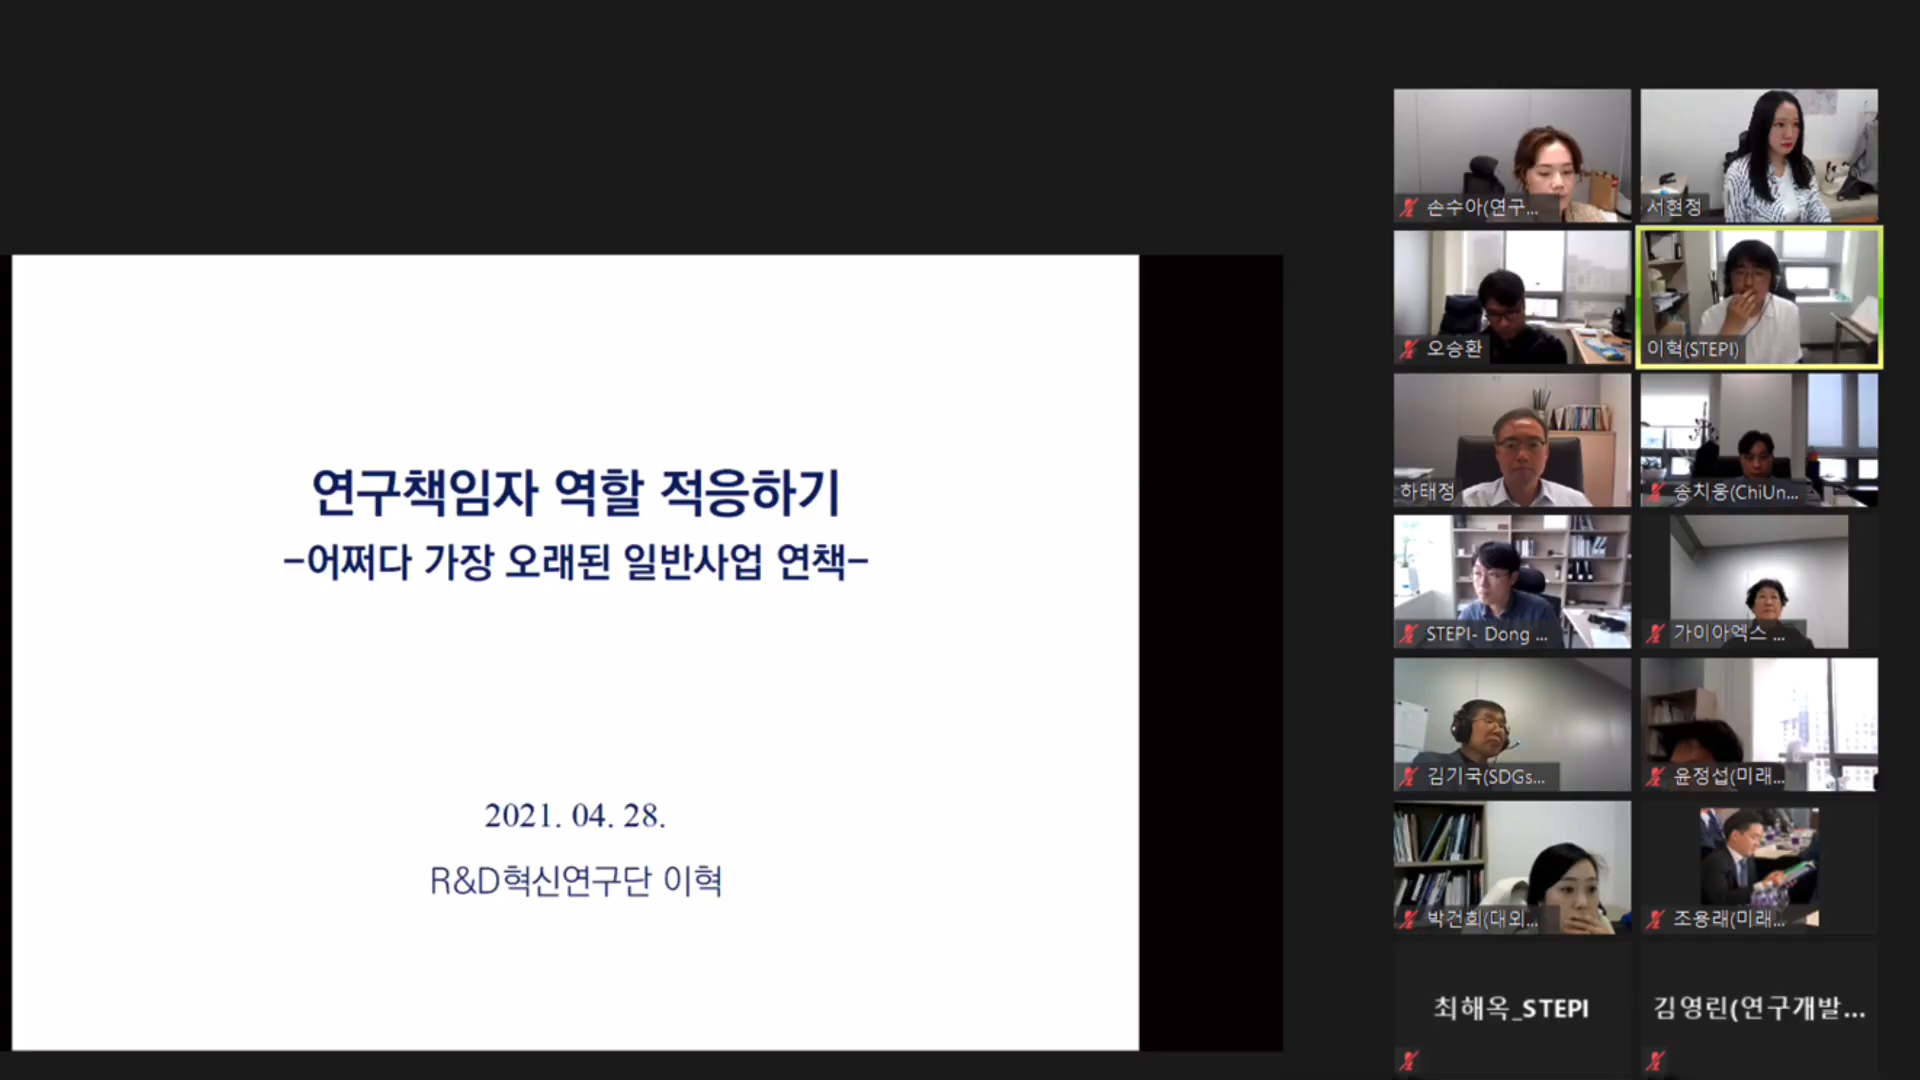 연구책임자 역할 적응하기
-어쩌다 가장 오래된 일반사업 연책-
2021. 04. 28.
R&D혁신연구단 이혁
손수아(연구...
서현정
오승환
이혁(STEPI)
하태정
송치웅(ChiUn...
STEPI- Dong ...
가이아엑스 ...
김기국(SDGs...
윤정섭(미래...
박건희(대외...
조용래(미래...
최해옥_STEPI
김영린(연구개발...